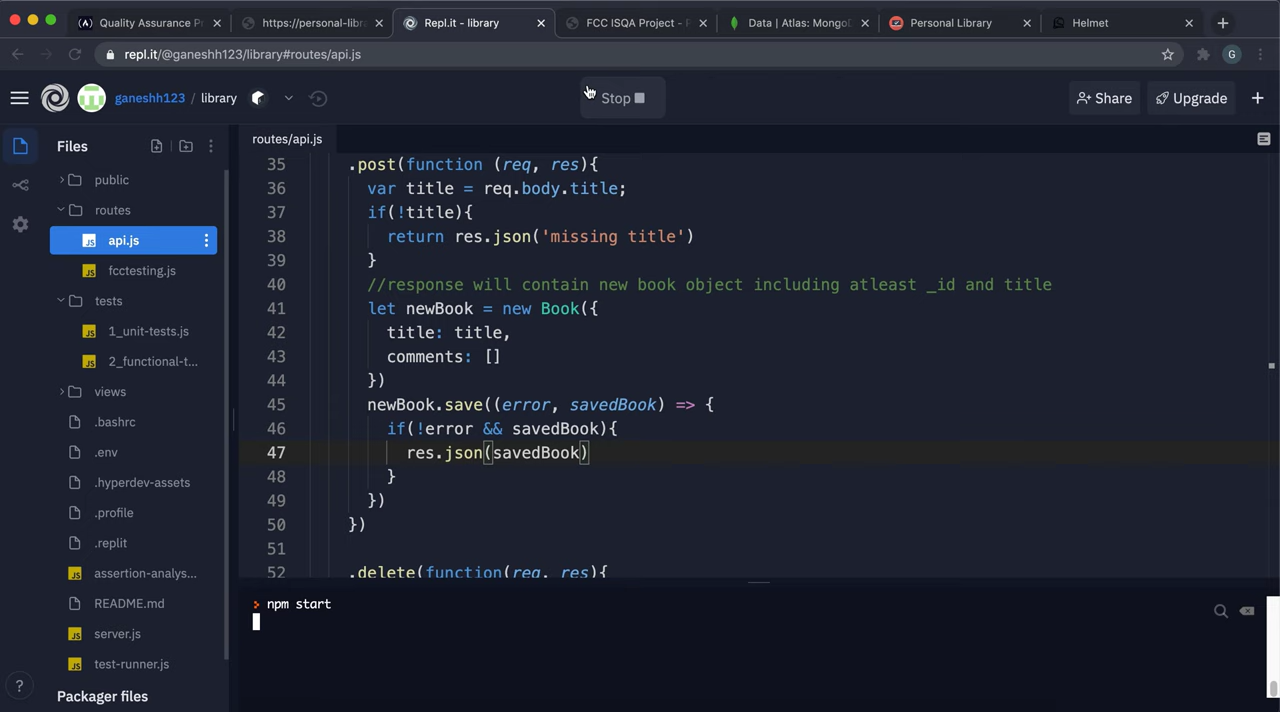 Quality Assurance P
https://personal-libra
Repl.it - library
FCC ISQA Project - P
Data | Atlas: MongoD
Personal Library
Helmet
repl.it/@ganeshh123/library#routes/api.js
G
ganeshh123 / library
Stop
Share
Upgrade
Files
routes/api.js
public
routes
api.js
fcctesting.js
tests
1_unit-tests.js
2_functional-t...
views
.bashrc
.env
.hyperdev-assets
.profile
.replit
assertion-analys...
README.md
server.js
test-runner.js
Packager files
35 .post(function (req, res){
36 var title = req.body.title;
37 if(!title){
38 return res.json('missing title')
39 }
40 //response will contain new book object including atleast _id and title
41 let newBook = new Book({
42 title: title,
43 comments: []
44 })
45 newBook.save((error, savedBook) => {
46 if(!error && savedBook){
47 res.json(savedBook)
48 }
49 })
50 })
51
52 .delete(function(req, res){
> npm start
?